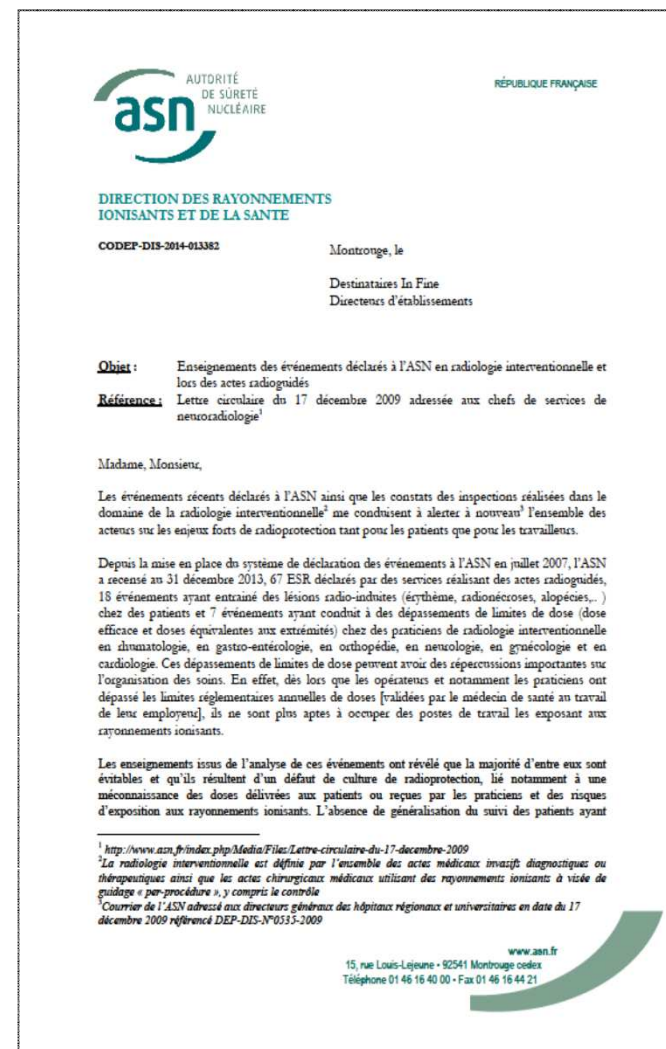 AUTORITÉ
DE SÛRETÉ
NUCLÉAIRE
asn
RÉPUBLIQUE FRANÇAISE
DIRECTION DES RAYONNEMENTS
IONISANTS ET DE LA SANTE
CODEP-DIS-2014-013382
Montrouge, le
Destinataires In Fine
Directeurs d'établissements
Objet : Enseignements des événements déclarés à l'ASN en radiologie interventionnelle et
lors des actes radioguidés
Référence : Lettre circulaire du 17 décembre 2009 adressée aux chefs de services de
neuroradiologie¹
Madame, Monsieur,
Les événements récents déclarés à l'ASN ainsi que les constats des inspections réalisées dans le
domaine de la radiologie interventionnelle² me conduisent à alerter à nouveau³ l'ensemble des
acteurs sur les enjeux forts de radioprotection tant pour les patients que pour les travailleurs.
Depuis la mise en place du système de déclaration des événements à l'ASN en juillet 2007, l'ASN
a recensé au 31 décembre 2013, 67 ESR déclarés par des services réalisant des actes radioguidés,
18 événements ayant entrainé des lésions radio-induites (érythème, radionécroses, alopécies,.. )
chez des patients et 7 événements ayant conduit à des dépassements de limites de dose (dose
efficace et doses équivalentes aux extrémités) chez des praticiens de radiologie interventionnelle
en rhumatologie, en gastro-entérologie, en orthopédie, en neurologie, en gynécologie et en
cardiologie. Ces dépassements de limites de dose peuvent avoir des répercussions importantes sur
l'organisation des soins. En effet, dès lors que les opérateurs et notamment les praticiens ont
dépassé les limites réglementaires annuelles de doses [validées par le médecin de santé au travail
de leur employeur], ils ne sont plus aptes à occuper des postes de travail les exposant aux
rayonnements ionisants.
Les enseignements issus de l'analyse de ces événements ont révélé que la majorité d'entre eux sont
évitables et qu'ils résultent d'un défaut de culture de radioprotection, lié notamment à une
méconnaissance des doses délivrées aux patients ou reçues par les praticiens et des risques
d'exposition aux rayonnements ionisants. L'absence de généralisation du suivi des patients ayant
¹ http://www.asn.fr/index.php/Media/Files/Lettre-circulaire-du-17-decembre-2009
²La radiologie interventionnelle est définie par l'ensemble des actes médicaux invasifs diagnostiques ou
thérapeutiques ainsi que les actes chirurgicaux médicaux utilisant des rayonnements ionisants à visée de
guidage « per-procédure », y compris le contrôle
³Courrier de l'ASN adressé aux directeurs généraux des hôpitaux régionaux et universitaires en date du 17
décembre 2009 référencé DEP-DIS-N°0535-2009
www.asn.fr
15, rue Louis-Lejeune • 92541 Montrouge cedex
Téléphone 01 46 16 40 00 • Fax 01 46 16 44 21